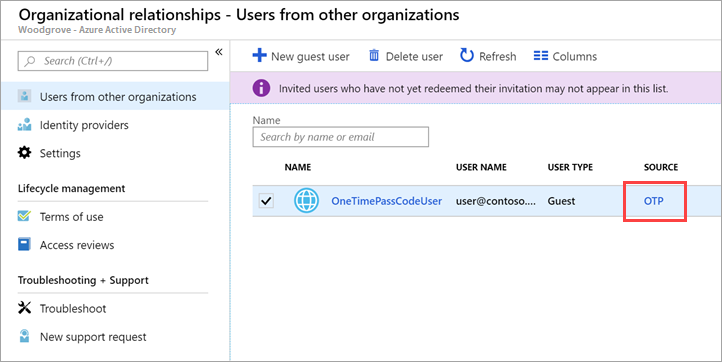 Organizational relationships - Users from other organizations
Woodgrove - Azure Active Directory
Search (Ctrl+/)
«
Users from other organizations
Identity providers
Settings
Lifecycle management
Terms of use
Access reviews
Troubleshooting + Support
Troubleshoot
New support request
New guest user Delete user Refresh Columns
Invited users who have not yet redeemed their invitation may not appear in this list.
Name
Search by name or email
NAME USER NAME USER TYPE SOURCE
OneTimePassCodeUser user@contoso.... Guest OTP